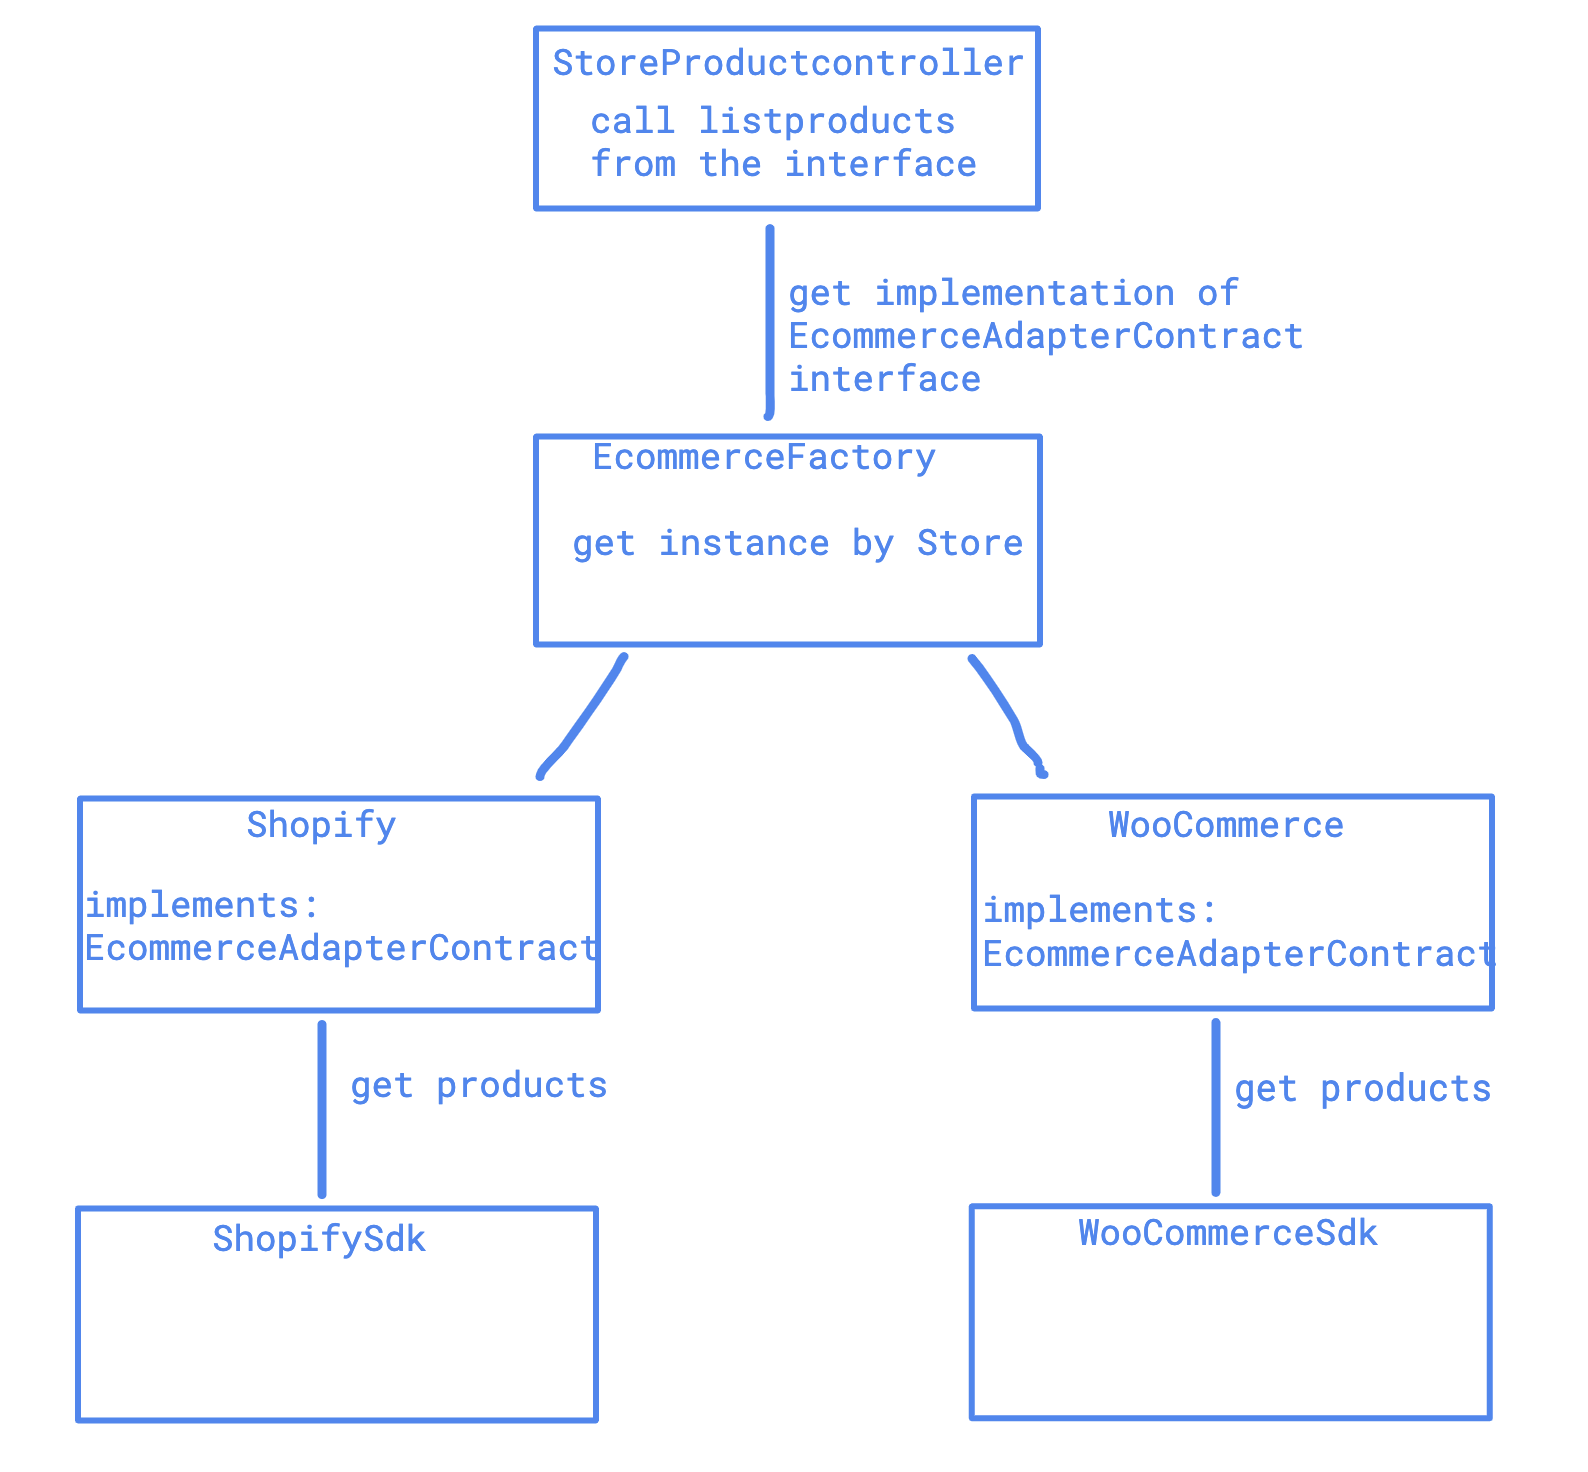 StoreProductcontroller
call listproducts
from the interface
get implementation of
EcommerceAdapterContract
interface
EcommerceFactory
get instance by Store
Shopify
implements:
EcommerceAdapterContract
WooCommerce
implements:
EcommerceAdapterContract
get products
get products
ShopifySdk
WooCommerceSdk